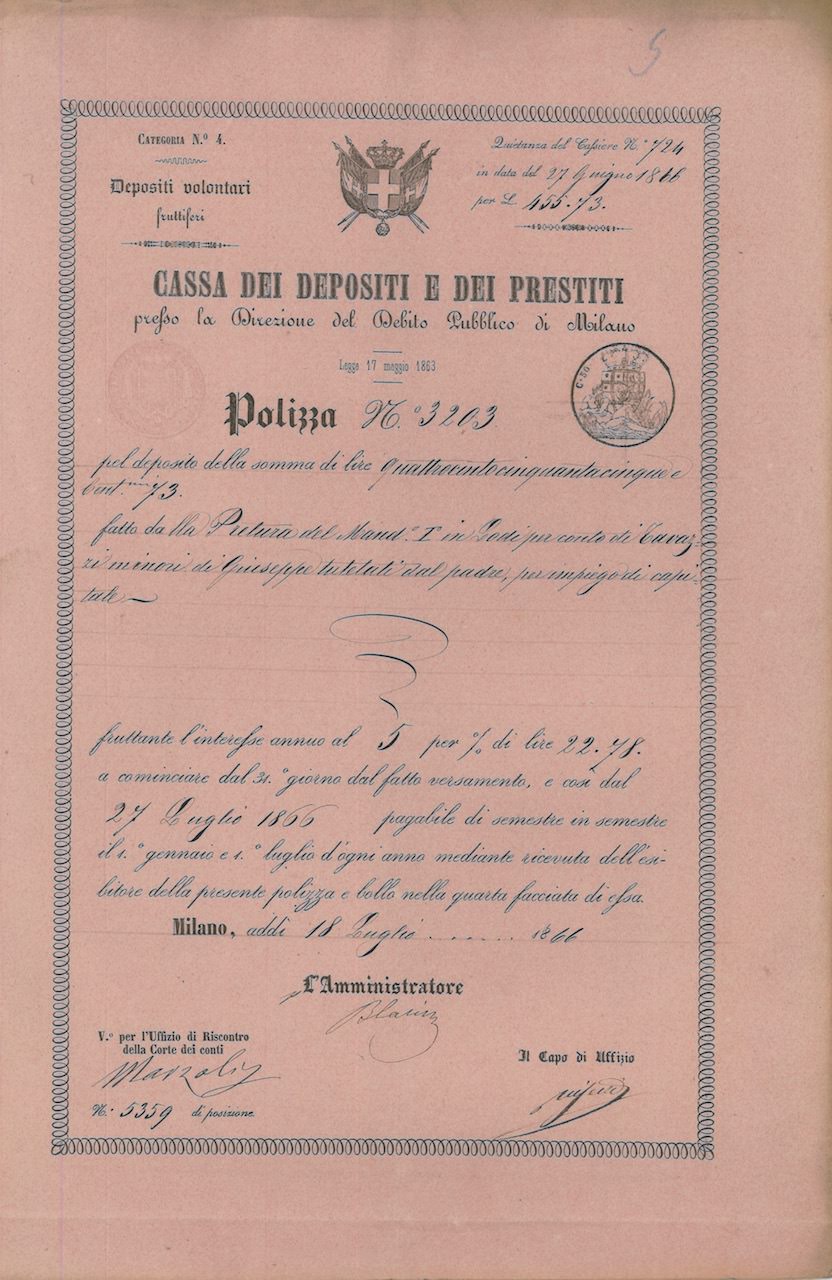 5
CATEGORIA N.º 4.
Depositi volontari
fruttiferi
Quietanza del Cassiere N.º 724
in data del 27 Giugno 1866
per L. 455.73.
CASSA DEI DEPOSITI E DEI PRESTITI
presso la Direzione del Debito Pubblico di Milano
Legge 17 maggio 1863
Polizza N.º 3203
pel deposito della somma di lire Quattrocentocinquantacinque e
Cent.mi 73.
fatto dalla Pretura del Mand.º Iº in Lodi per conto di Tavaz-
zi minori di Giuseppe tutelati dal padre, per impiego di capi-
tale
fruttante l'interesse annuo al 5 per % di lire 22.78.
a cominciare dal 31.º giorno dal fatto versamento, e così dal
27 Luglio 1866 pagabile di semestre in semestre
il 1.º gennaio e 1.º luglio d'ogni anno mediante ricevuta dell'esi-
bitore della presente polizza e bollo nella quarta facciata di essa.
Milano, addì 18 Luglio 1866
L'Amministratore
V.º per l'Uffizio di Riscontro
della Corte dei conti
Il Capo di Uffizio
N.º 5359 di posizione.